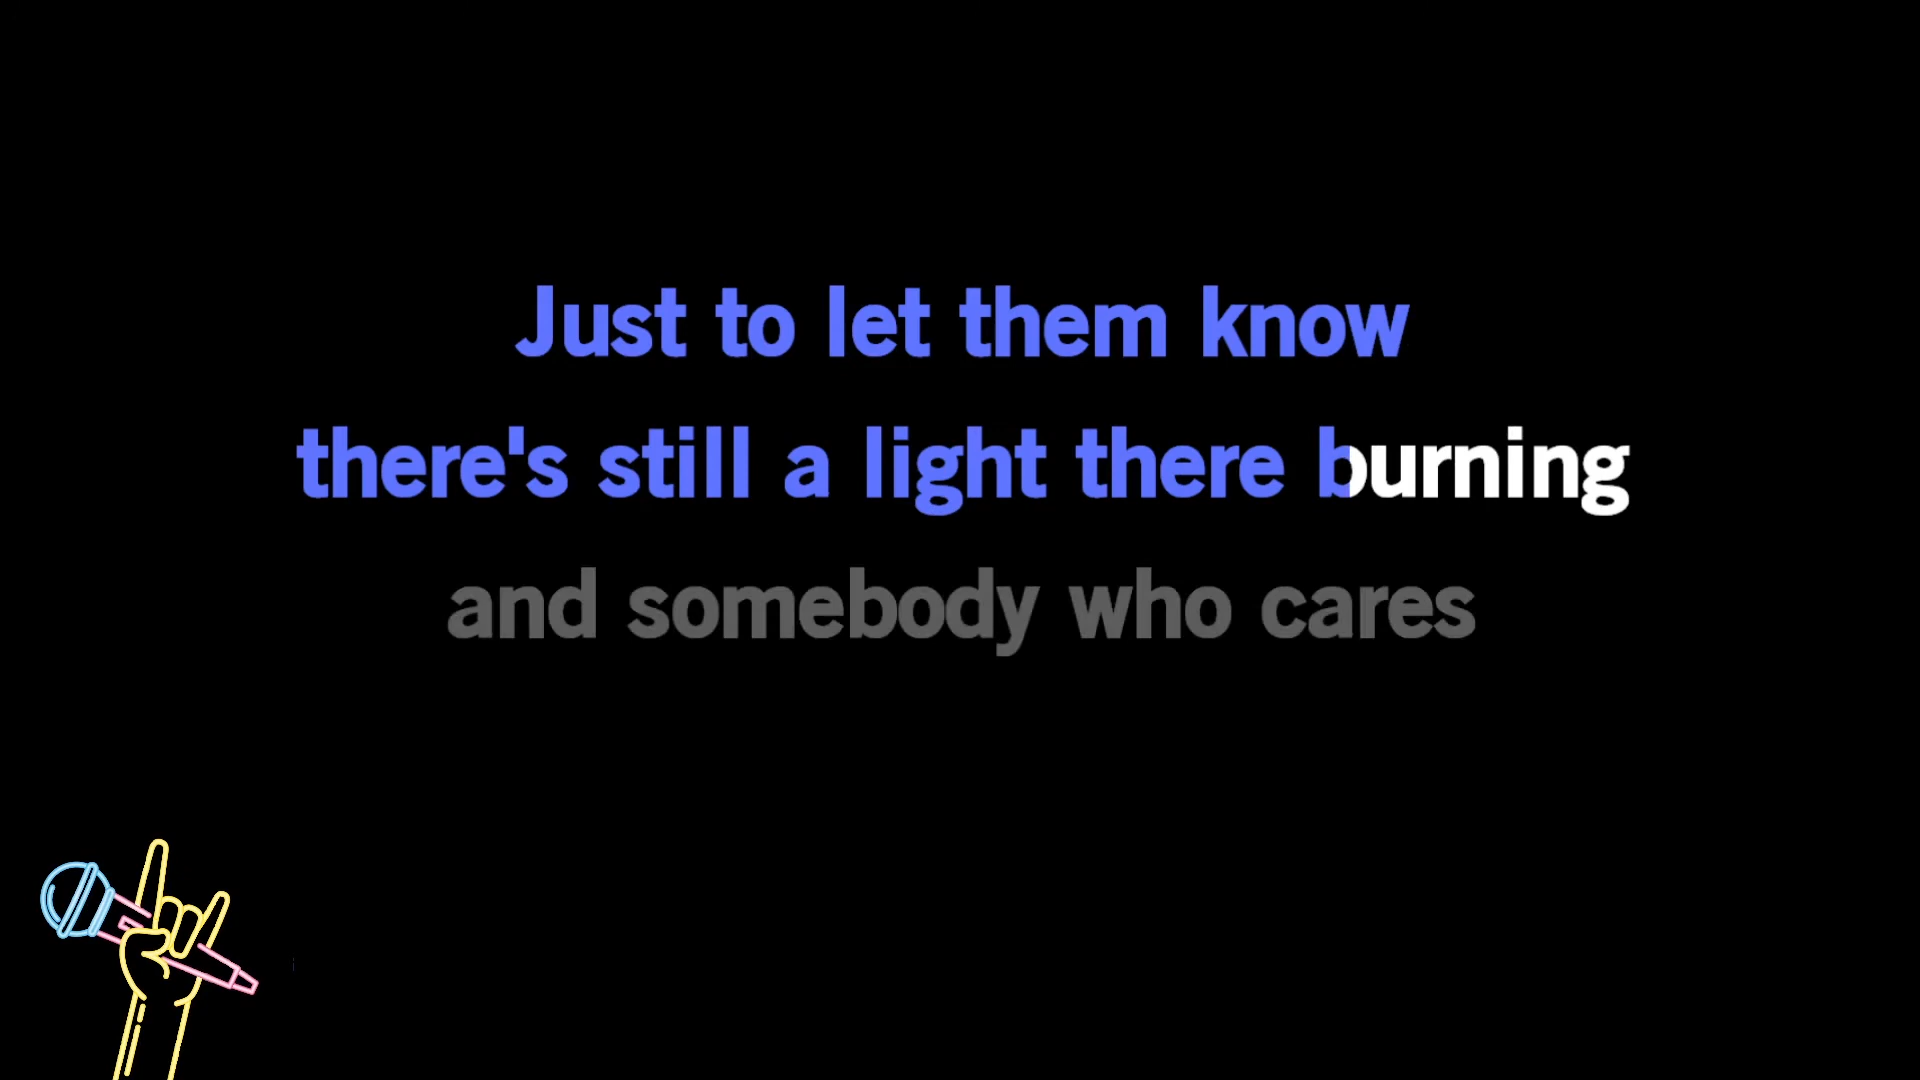 Just to let them know
there's still a light there burning
and somebody who cares